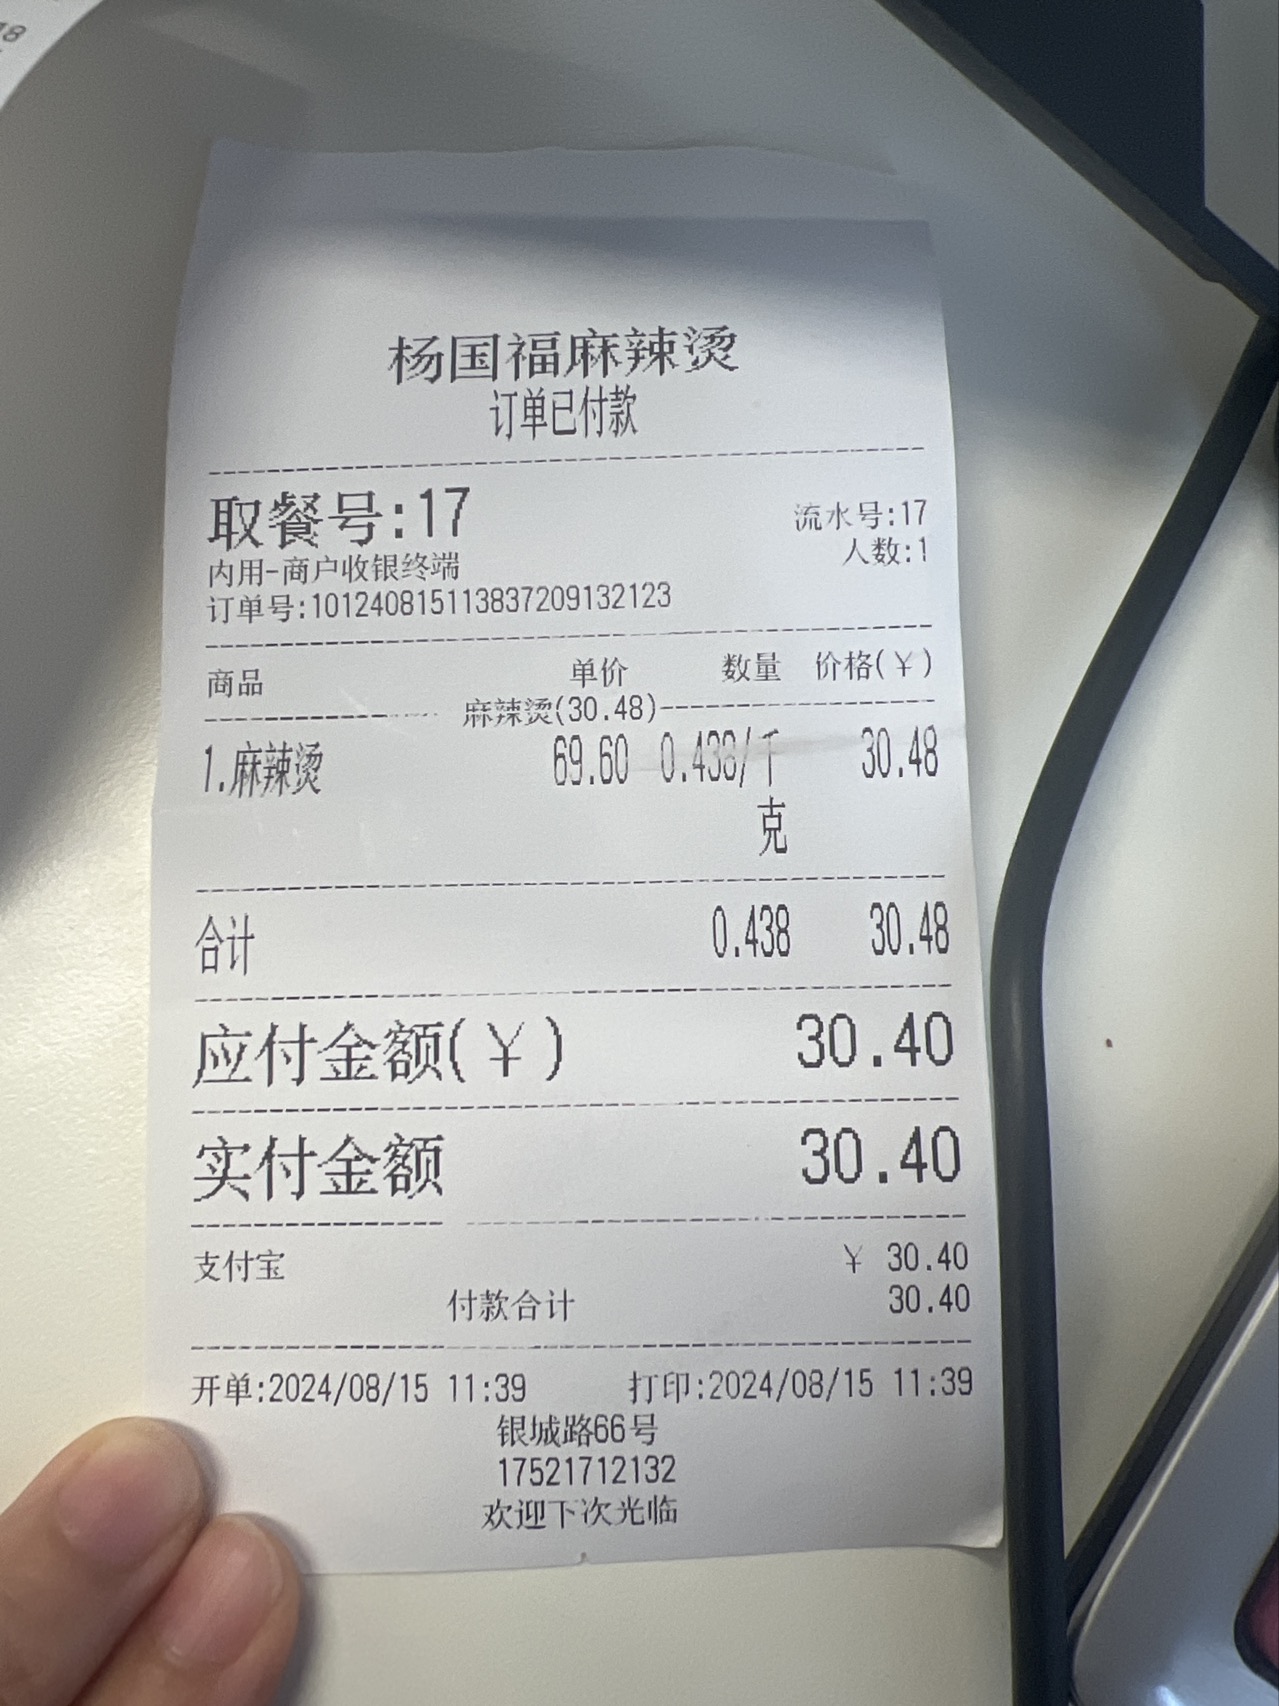 18
杨国福麻辣烫
订单已付款
取餐号:17
流水号:17
人数:1
内用-商户收银终端
订单号:101240815113837209132123
商品 单价 数量 价格(¥)
麻辣烫(30.48)
1.麻辣烫 69.60 0.438/千克 30.48
合计 0.438 30.48
应付金额(¥) 30.40
实付金额 30.40
支付宝 ¥ 30.40
付款合计 30.40
开单:2024/08/15 11:39 打印:2024/08/15 11:39
银城路66号
17521712132
欢迎下次光临